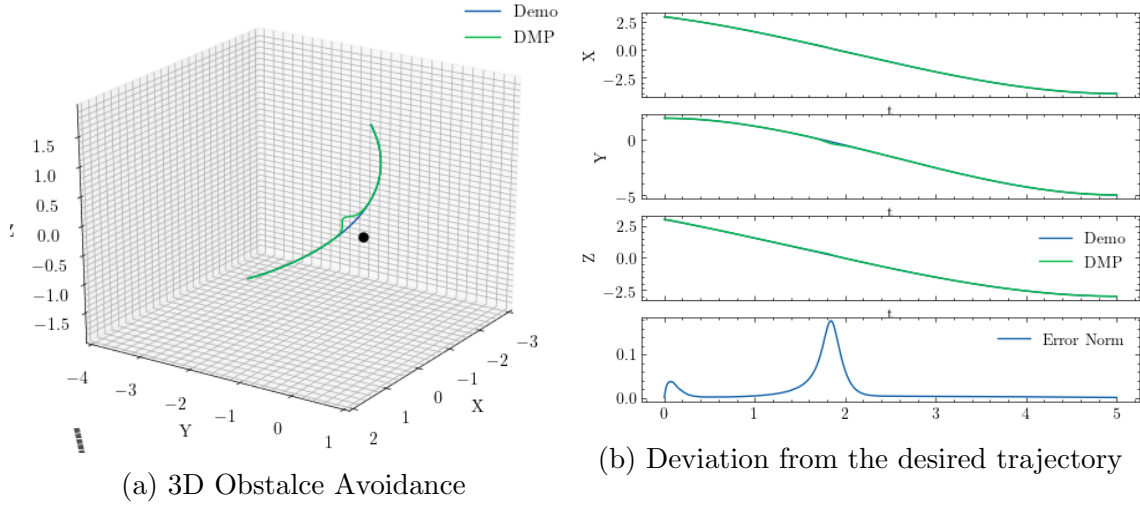 Demo
DMP
1.5
1.0
0.5
0.0
−0.5
−1.0
−1.5
−4
−3
−2
−1
0
1
Y
2
1
0
−1
−2
−3
X
(a) 3D Obstalce Avoidance
2.5
0.0
−2.5
X
t
0
−5
Y
t
2.5
0.0
−2.5
Z
Demo
DMP
t
0.1
0.0
Error Norm
0
1
2
3
4
5
(b) Deviation from the desired trajectory